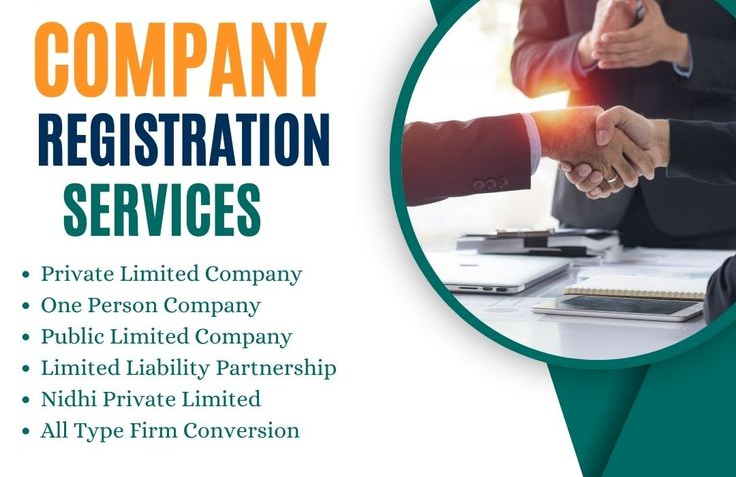 COMPANY
REGISTRATION
SERVICES
• Private Limited Company
• One Person Company
• Public Limited Company
• Limited Liability Partnership
• Nidhi Private Limited
• All Type Firm Conversion